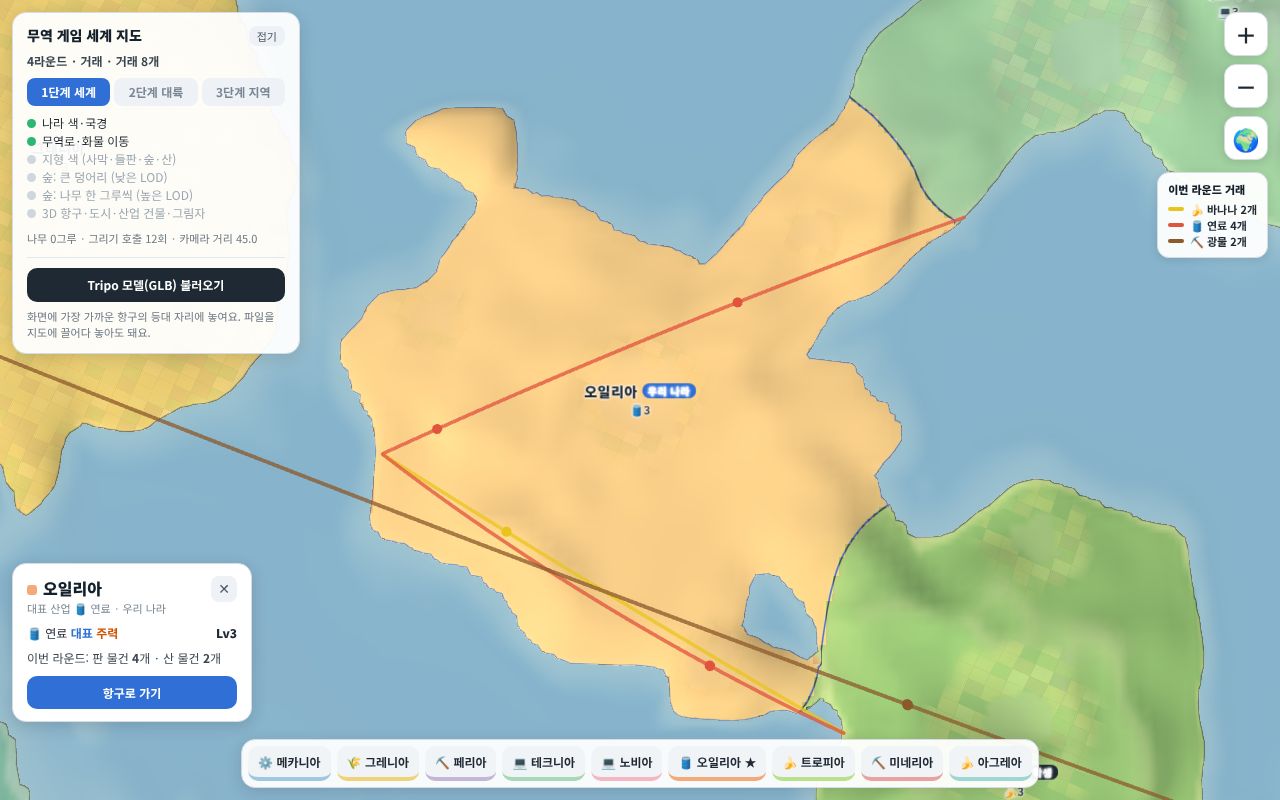 무역 게임 세계 지도
접기
4라운드 · 거래 · 거래 8개
1단계 세계
2단계 대륙
3단계 지역
나라 색·국경
무역로·화물 이동
지형 색 (사막·들판·숲·산)
숲: 큰 덩어리 (낮은 LOD)
숲: 나무 한 그루씩 (높은 LOD)
3D 항구·도시·산업 건물·그림자
나무 0그루 · 그리기 호출 12회 · 카메라 거리 45.0
Tripo 모델(GLB) 불러오기
화면에 가장 가까운 항구의 등대 자리에 놓여요. 파일을
지도에 끌어다 놓아도 돼요.
+
−
이번 라운드 거래
바나나 2개
연료 4개
광물 2개
오일리아 우리 나라
3
오일리아
×
대표 산업 연료 · 우리 나라
연료 대표 주력 Lv3
이번 라운드: 판 물건 4개 · 산 물건 2개
항구로 가기
메카니아
그레니아
페리아
테크니아
노비아
오일리아 ★
트로피아
미네리아
아그레아
3